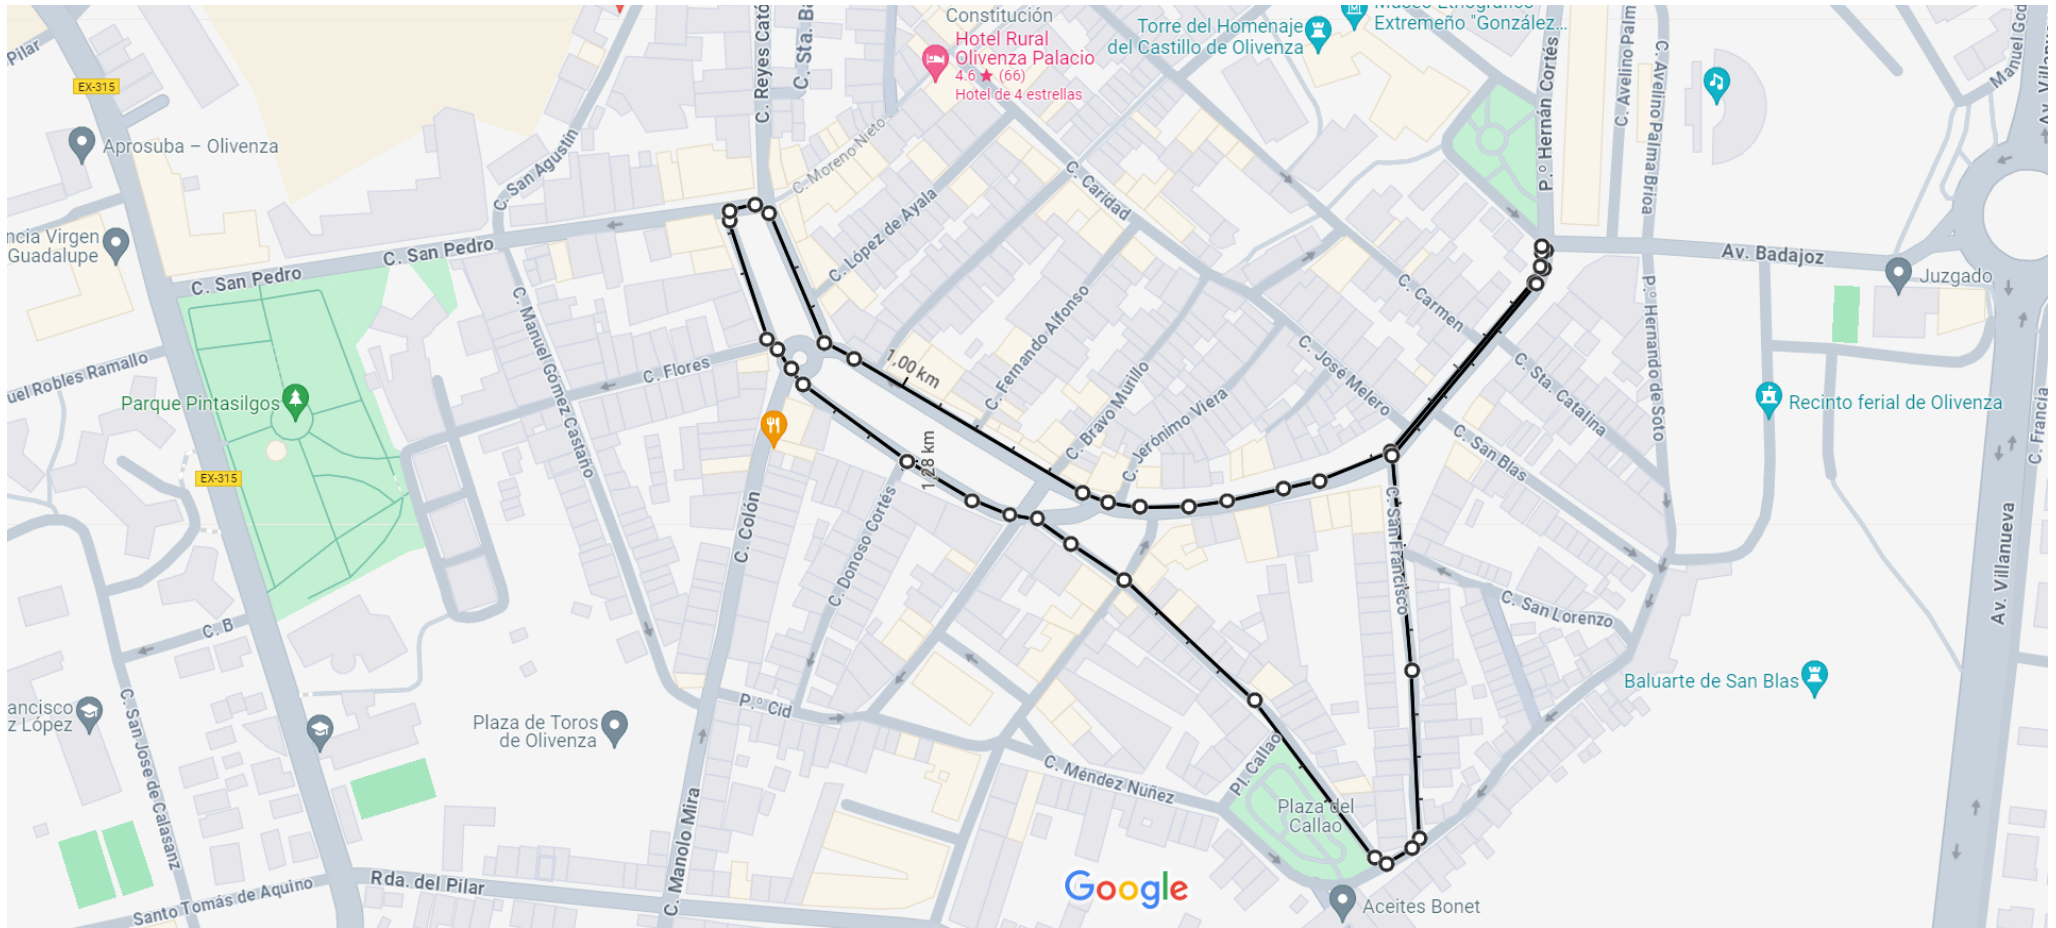 Constitución
Hotel Rural
Olivenza Palacio
4.6 ★ (66)
Hotel de 4 estrellas
Torre del Homenaje
del Castillo de Olivenza
Museo Etnográfico
Extremeño "González...
Pilar
EX-315
Aprosuba – Olivenza
C. San Agustín
C. Reyes Cató
C. Sta. Ba
C. Moreno Nieto
C. López de Ayala
C. Caridad
P.º Hernán Cortés
C. Avelino Palm
C. Avelino Palma Brioa
Manuel God
Av. Villanue
ncia Virgen
Guadalupe
C. San Pedro
C. San Pedro
Av. Badajoz
Juzgado
C. Manuel Gómez Castaño
C. Fernando Alfonso
C. Carmen
P.º Hernando de Soto
uel Robles Ramallo
Parque Pintasilgos
C. Flores
1,00 km
C. Bravo Murillo
C. Jerónimo Viera
C. José Melero
C. Sta. Catalina
Recinto ferial de Olivenza
C. Francia
EX-315
1,28 km
C. San Blas
C. Colón
C. Donoso Cortés
C. San Francisco
C. San Lorenzo
Av. Villanueva
C. B
Baluarte de San Blas
ancisco
z López
C. San Jose de Calasanz
Plaza de Toros
de Olivenza
P.º Cid
C. Méndez Núñez
Pl. Callao
Plaza del
Callao
C. Manolo Mira
Rda. del Pilar
Santo Tomás de Aquino
Google
Aceites Bonet